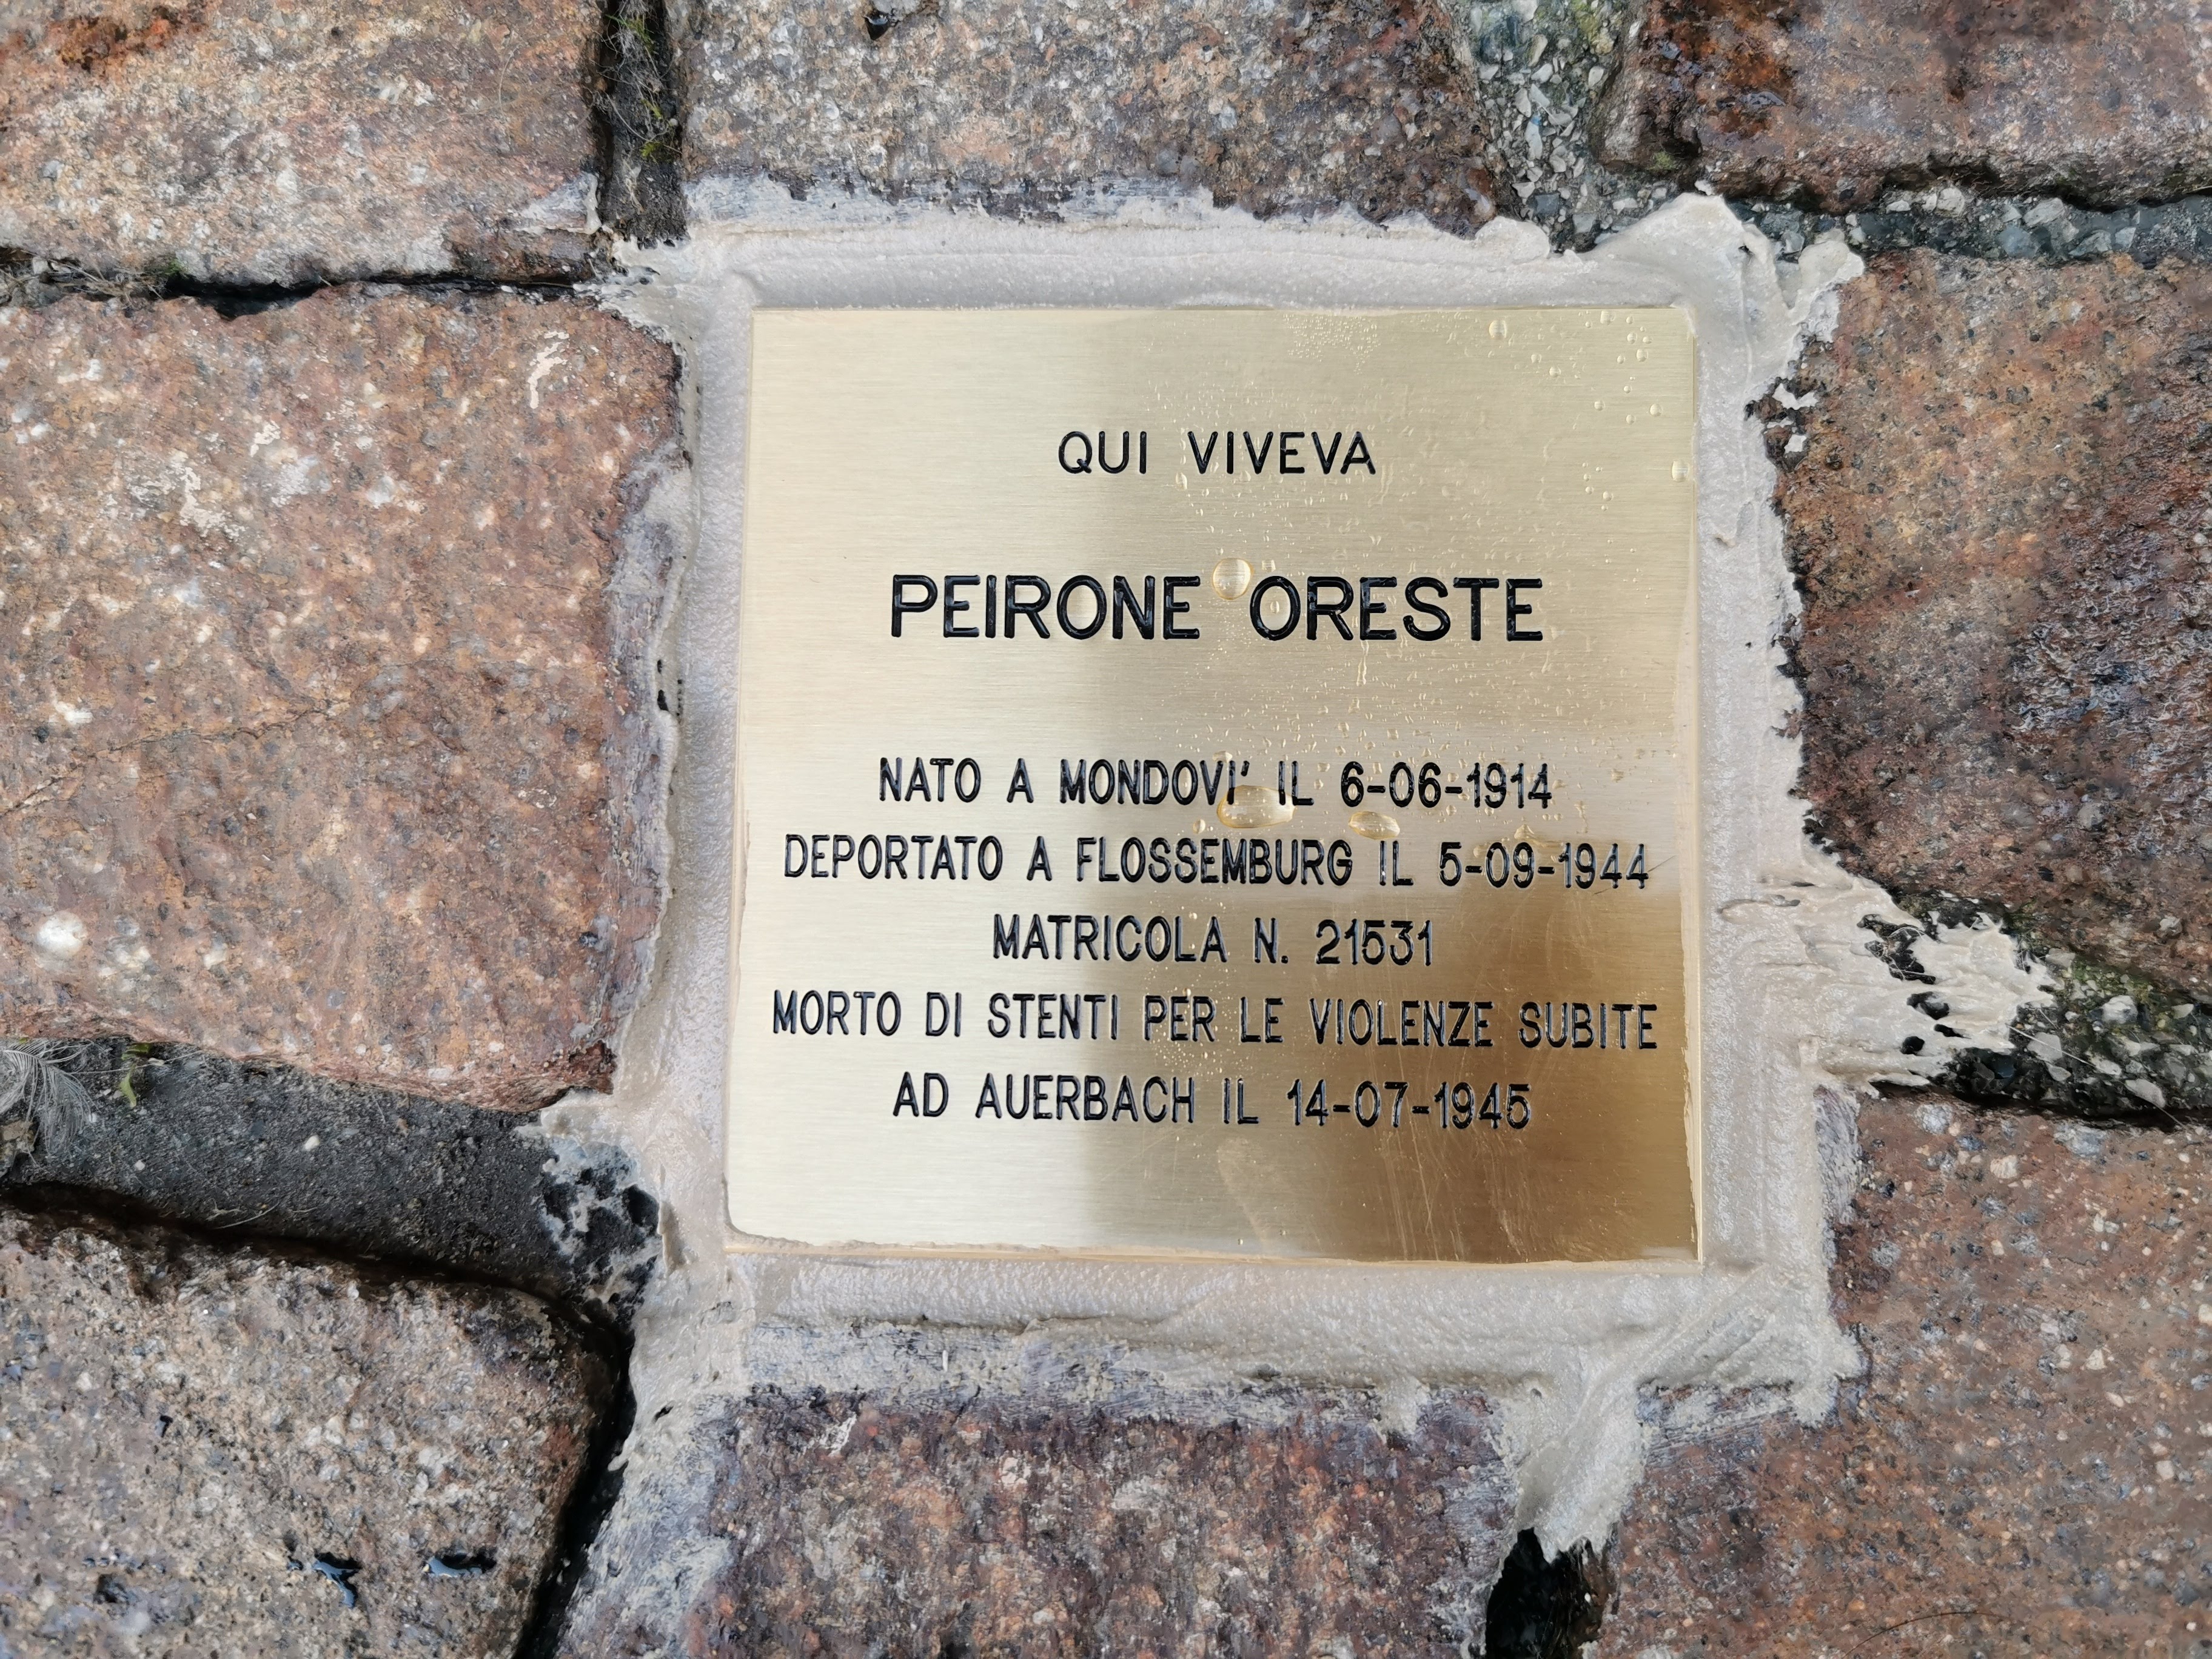 QUI VIVEVA
PEIRONE ORESTE
NATO A MONDOVI' IL 6-06-1914
DEPORTATO A FLOSSEMBURG IL 5-09-1944
MATRICOLA N. 21531
MORTO DI STENTI PER LE VIOLENZE SUBITE
AD AUERBACH IL 14-07-1945